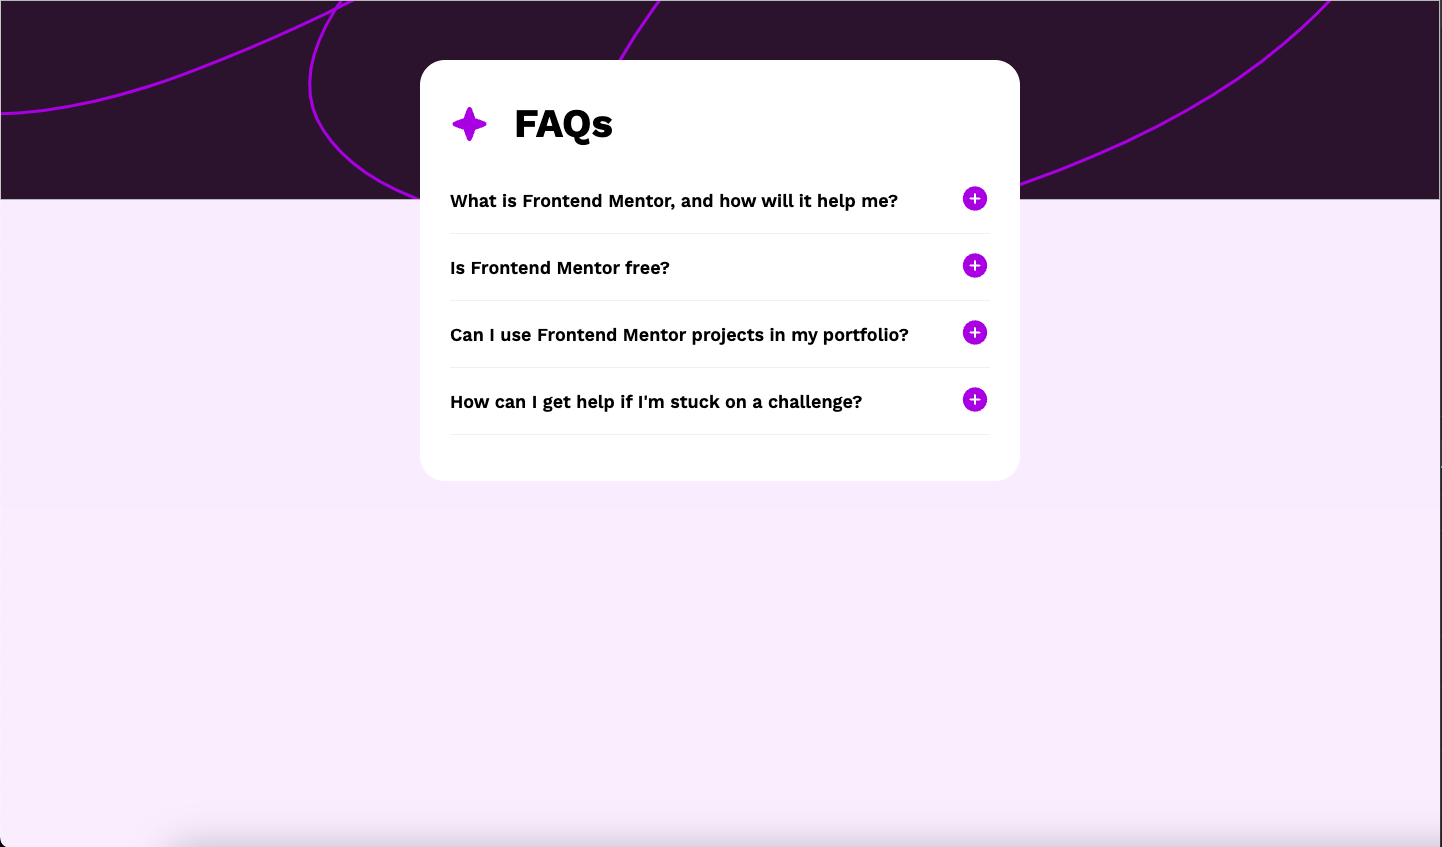 FAQs
What is Frontend Mentor, and how will it help me?
Is Frontend Mentor free?
Can I use Frontend Mentor projects in my portfolio?
How can I get help if I'm stuck on a challenge?